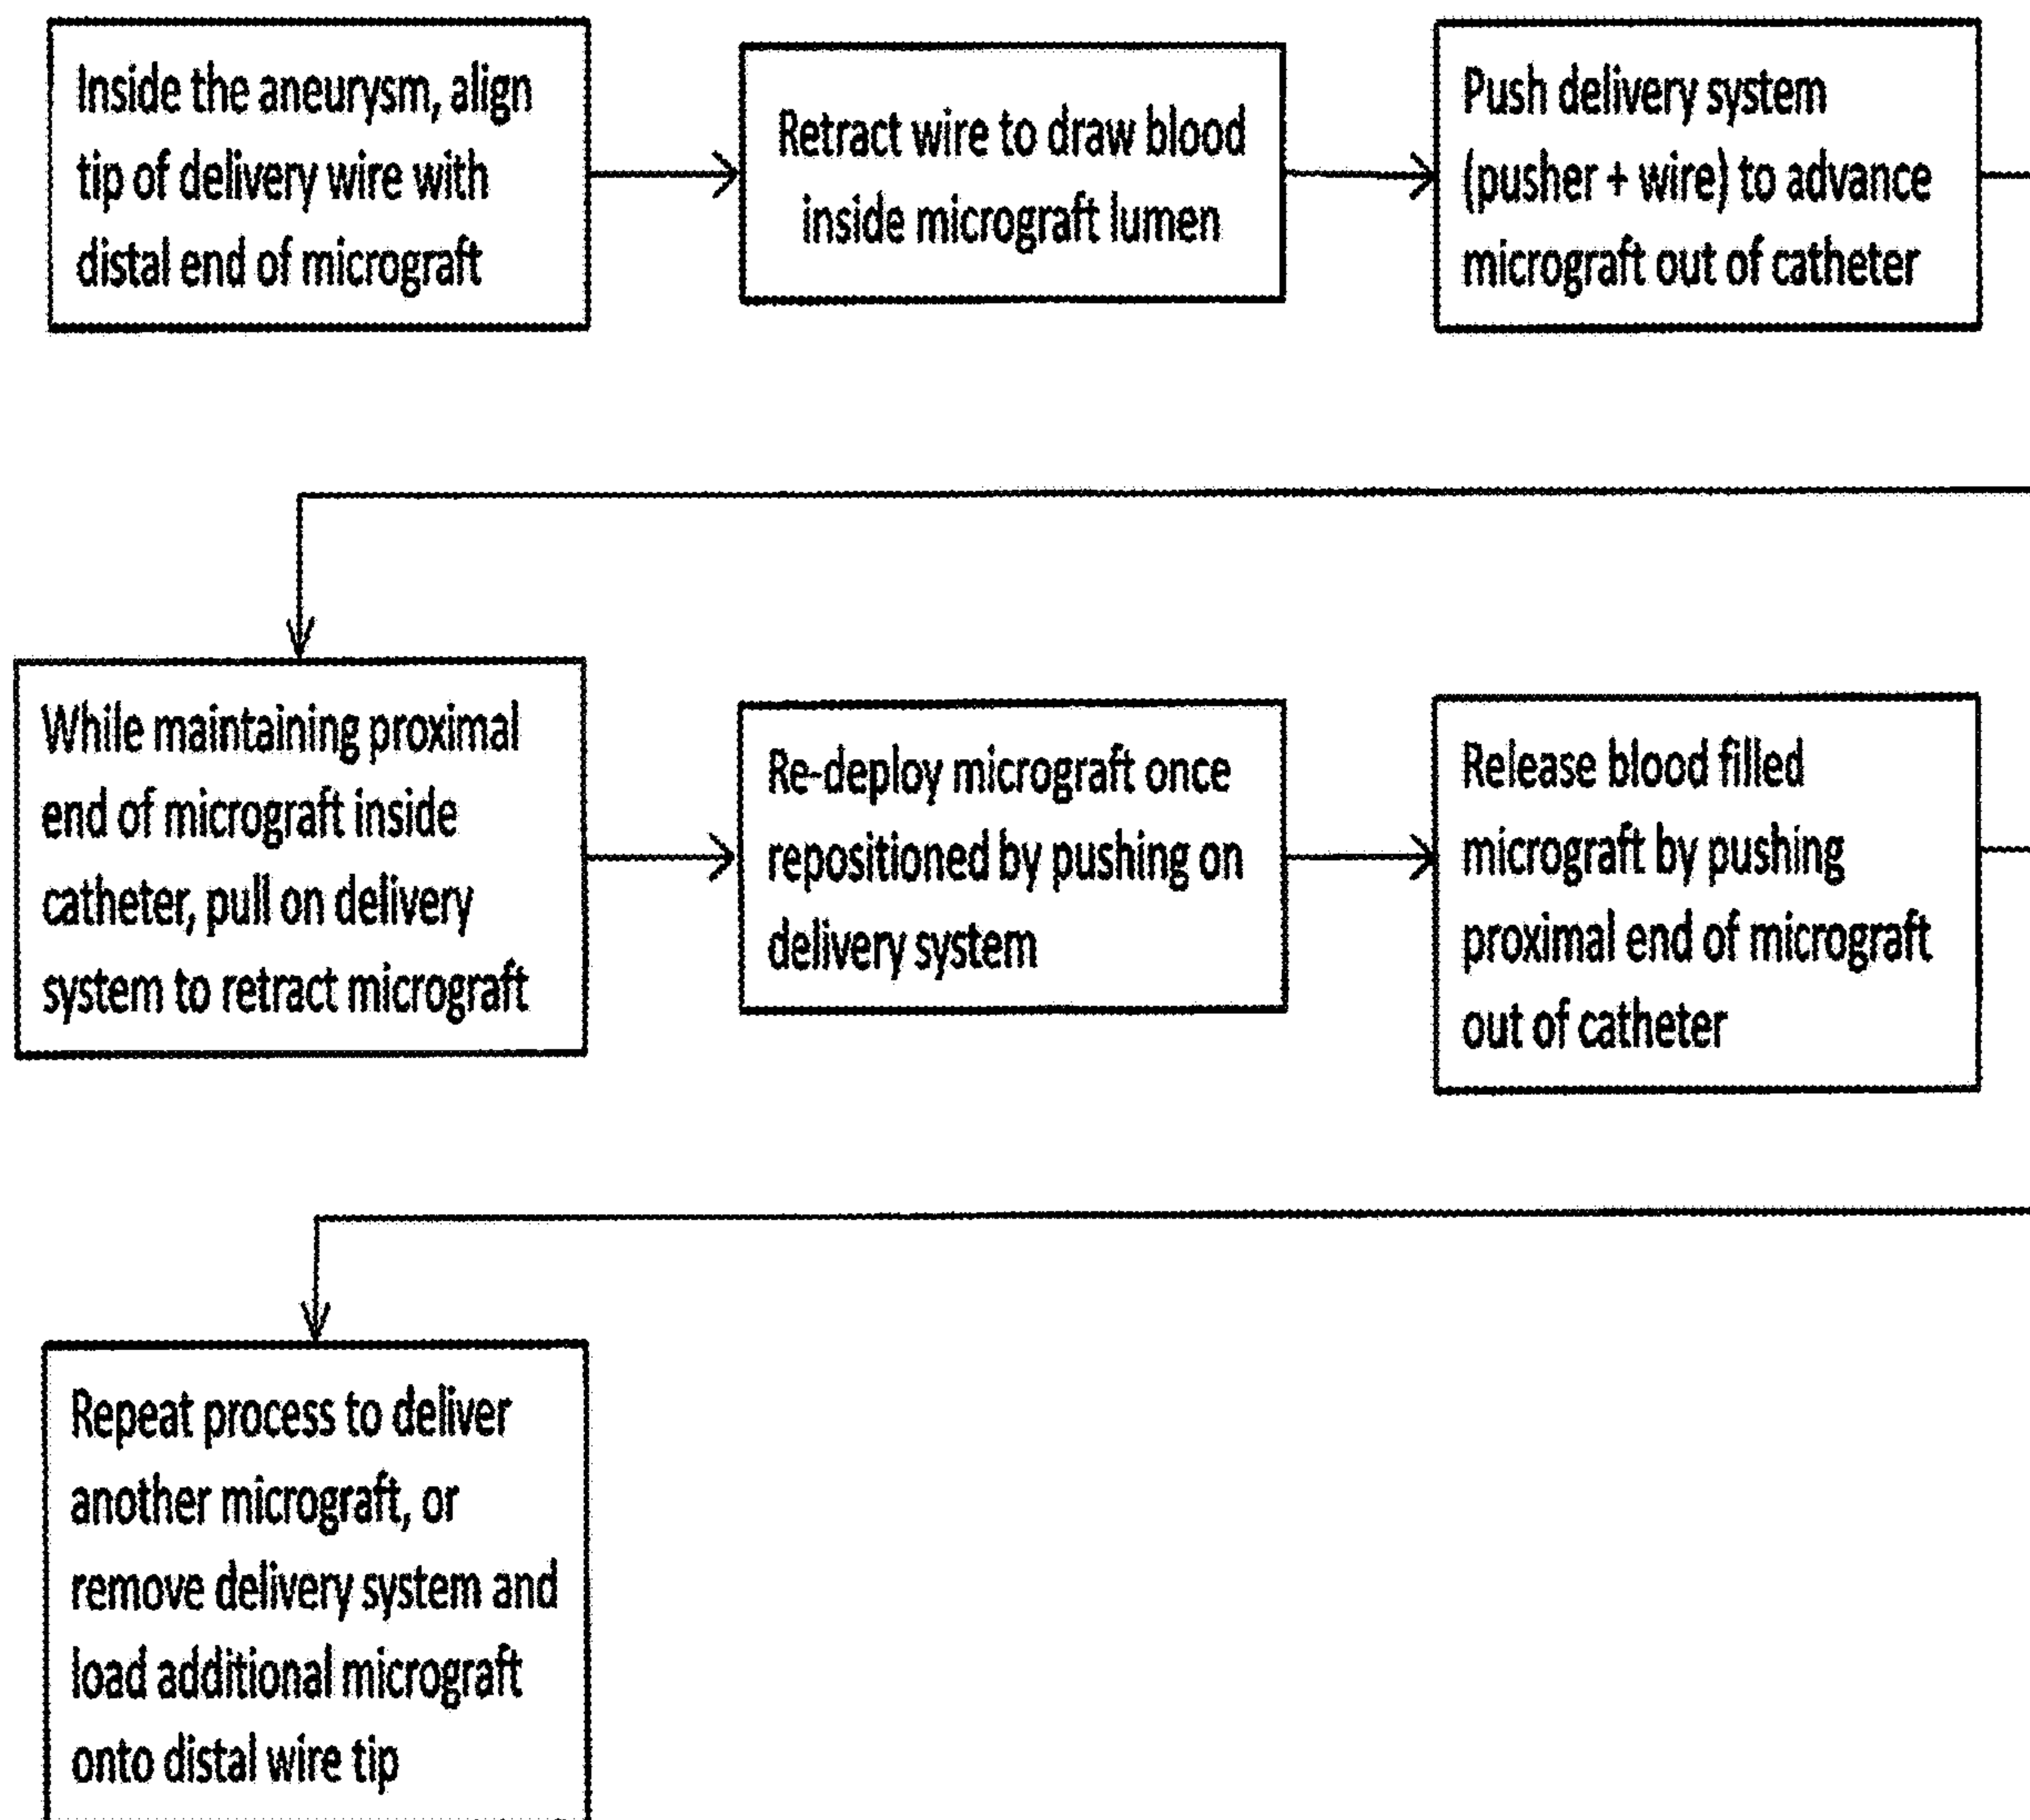 Inside the aneurysm, align
tip of delivery wire with
distal end of micrograft
Retract wire to draw blood
inside micrograft lumen
Push delivery system
(pusher + wire) to advance
micrograft out of catheter
While maintaining proximal
end of micrograft inside
catheter, pull on delivery
system to retract micrograft
Re-deploy micrograft once
repositioned by pushing on
delivery system
Release blood filled
micrograft by pushing
proximal end of micrograft
out of catheter
Repeat process to deliver
another micrograft, or
remove delivery system and
load additional micrograft
onto distal wire tip